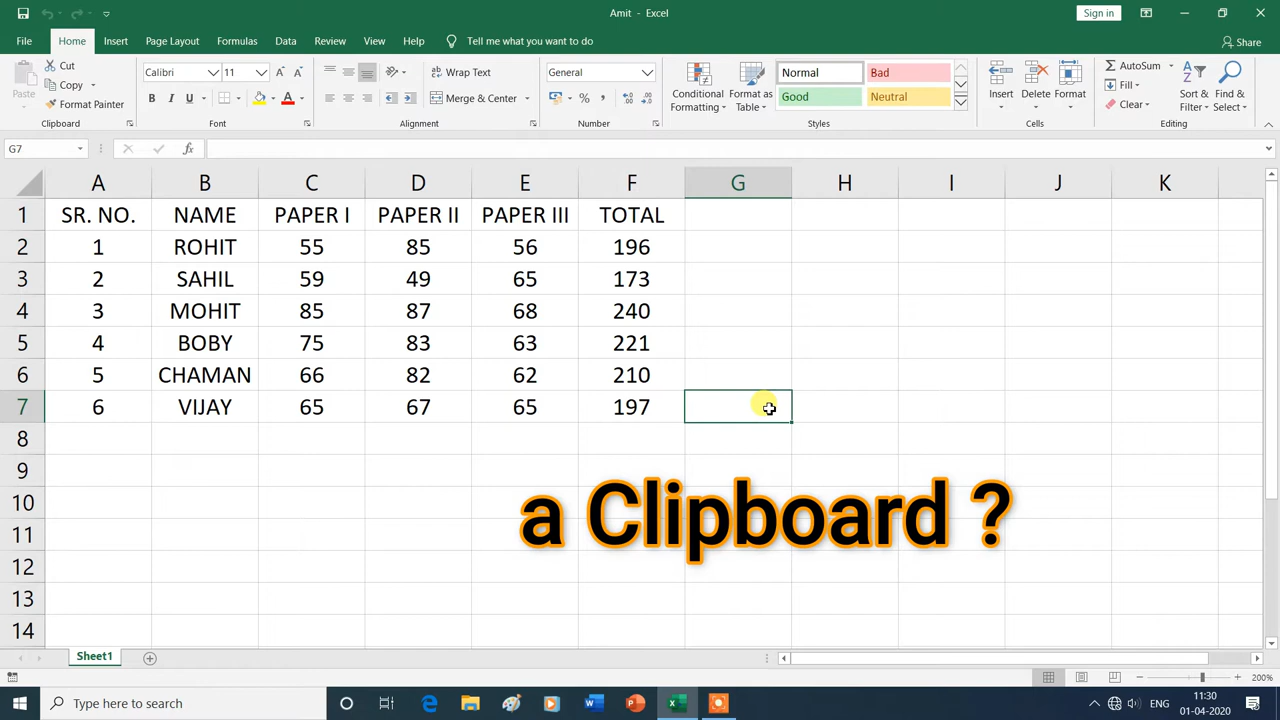 Amit - Excel
Sign in
File Home Insert Page Layout Formulas Data Review View Help Tell me what you want to do Share
Paste
Cut
Copy
Format Painter
Clipboard
Calibri 11
B I U
Font
Wrap Text
Merge & Center
Alignment
General
%
Number
Conditional Formatting
Format as Table
Normal Bad
Good Neutral
Styles
Insert Delete Format
Cells
AutoSum
Fill
Clear
Sort & Filter
Find & Select
Editing
G7 fx
A B C D E F G H I J K
1 SR. NO. NAME PAPER I PAPER II PAPER III TOTAL
2 1 ROHIT 55 85 56 196
3 2 SAHIL 59 49 65 173
4 3 MOHIT 85 87 68 240
5 4 BOBY 75 83 63 221
6 5 CHAMAN 66 82 62 210
7 6 VIJAY 65 67 65 197
8
9
10
11
12
13
14
a Clipboard ?
Sheet1
200%
Type here to search
ENG
11:30
01-04-2020